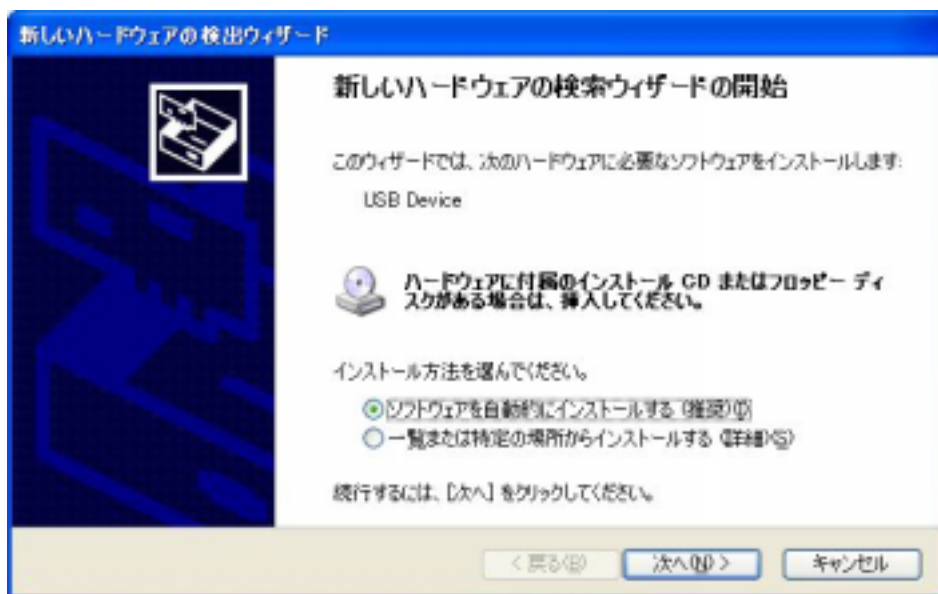 新しいハードウェアの検出ウィザード
新しいハードウェアの検索ウィザードの開始
このウィザードでは、次のハードウェアに必要なソフトウェアをインストールします:
USB Device
ハードウェアに付属のインストール CD またはフロッピー ディ
スクがある場合は、挿入してください。
インストール方法を選んでください。
ソフトウェアを自動的にインストールする (推奨)(I)
一覧または特定の場所からインストールする (詳細)(S)
続行するには、[次へ] をクリックしてください。
< 戻る(B)
次へ(N) >
キャンセル